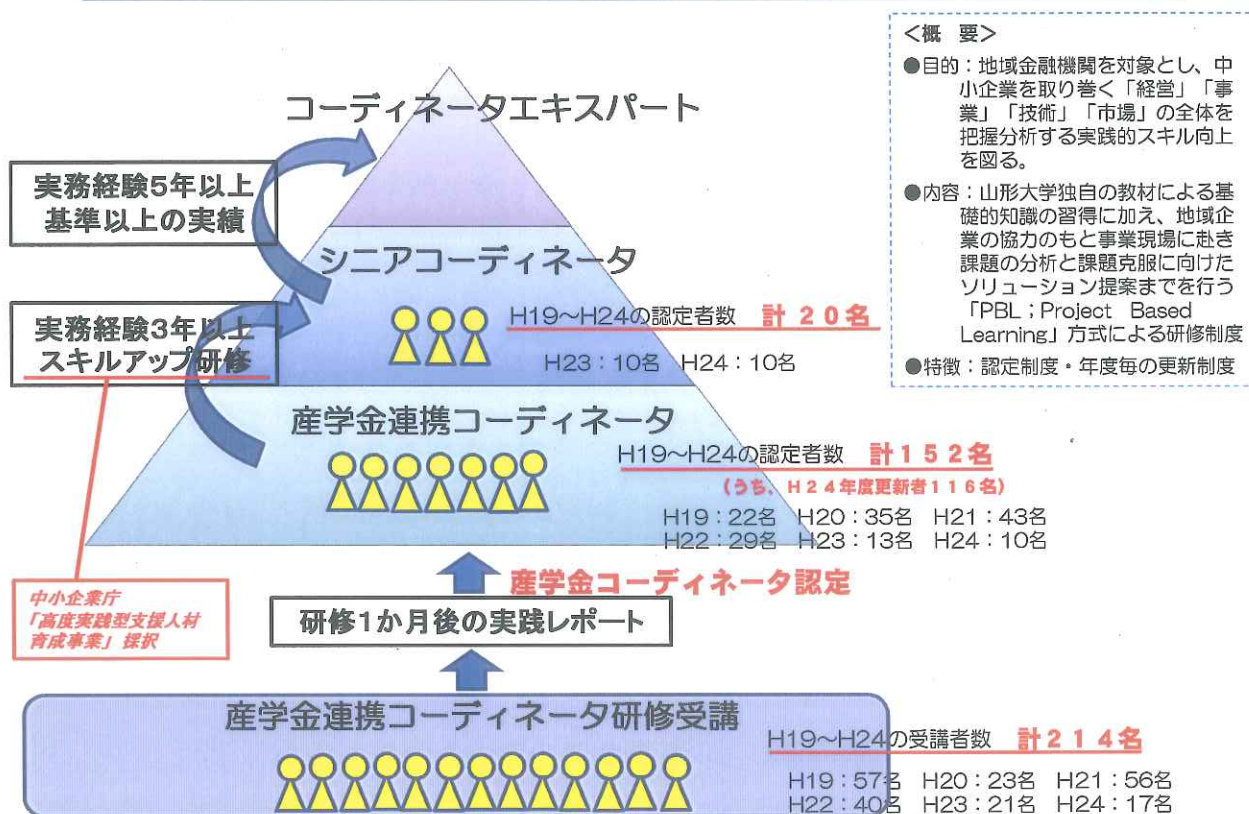 <概 要>
●目的：地域金融機関を対象とし、中
小企業を取り巻く「経営」「事
業」「技術」「市場」の全体を
把握分析する実践的スキル向上
を図る。
●内容：山形大学独自の教材による基
礎的知識の習得に加え、地域企
業の協力のもと事業現場に赴き
課題の分析と課題克服に向けた
ソリューション提案までを行う
「PBL；Project Based
Learning」方式による研修制度
●特徴：認定制度・年度毎の更新制度
コーディネータエキスパート
実務経験5年以上
基準以上の実績
シニアコーディネータ
H19～H24の認定者数 計20名
H23：10名 H24：10名
実務経験3年以上
スキルアップ研修
産学金連携コーディネータ
H19～H24の認定者数 計152名
（うち、H24年度更新者116名）
H19：22名 H20：35名 H21：43名
H22：29名 H23：13名 H24：10名
中小企業庁
「高度実践型支援人材
育成事業」採択
産学金コーディネータ認定
研修1か月後の実践レポート
産学金連携コーディネータ研修受講
H19～H24の受講者数 計214名
H19：57名 H20：23名 H21：56名
H22：40名 H23：21名 H24：17名